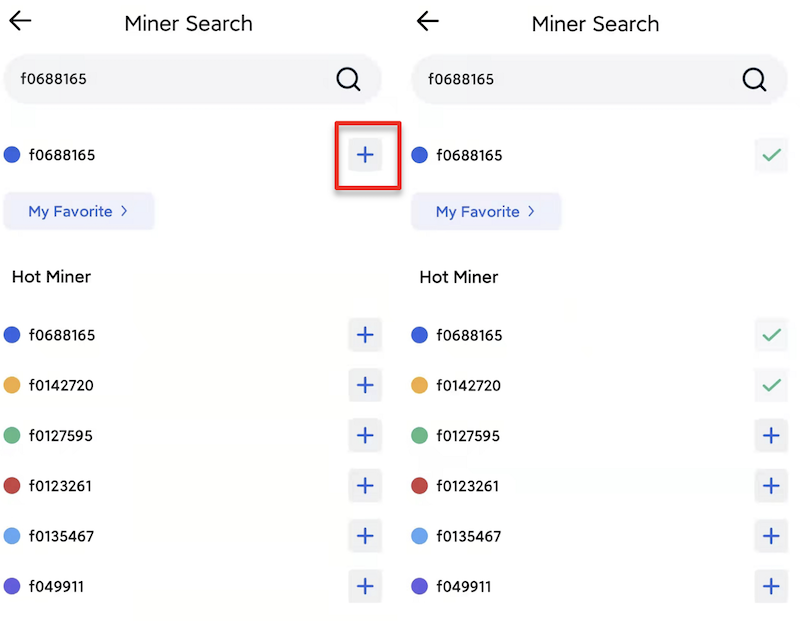 Miner Search
f0688165
f0688165
My Favorite >
Hot Miner
f0688165
f0142720
f0127595
f0123261
f0135467
f049911
Miner Search
f0688165
f0688165
My Favorite >
Hot Miner
f0688165
f0142720
f0127595
f0123261
f0135467
f049911